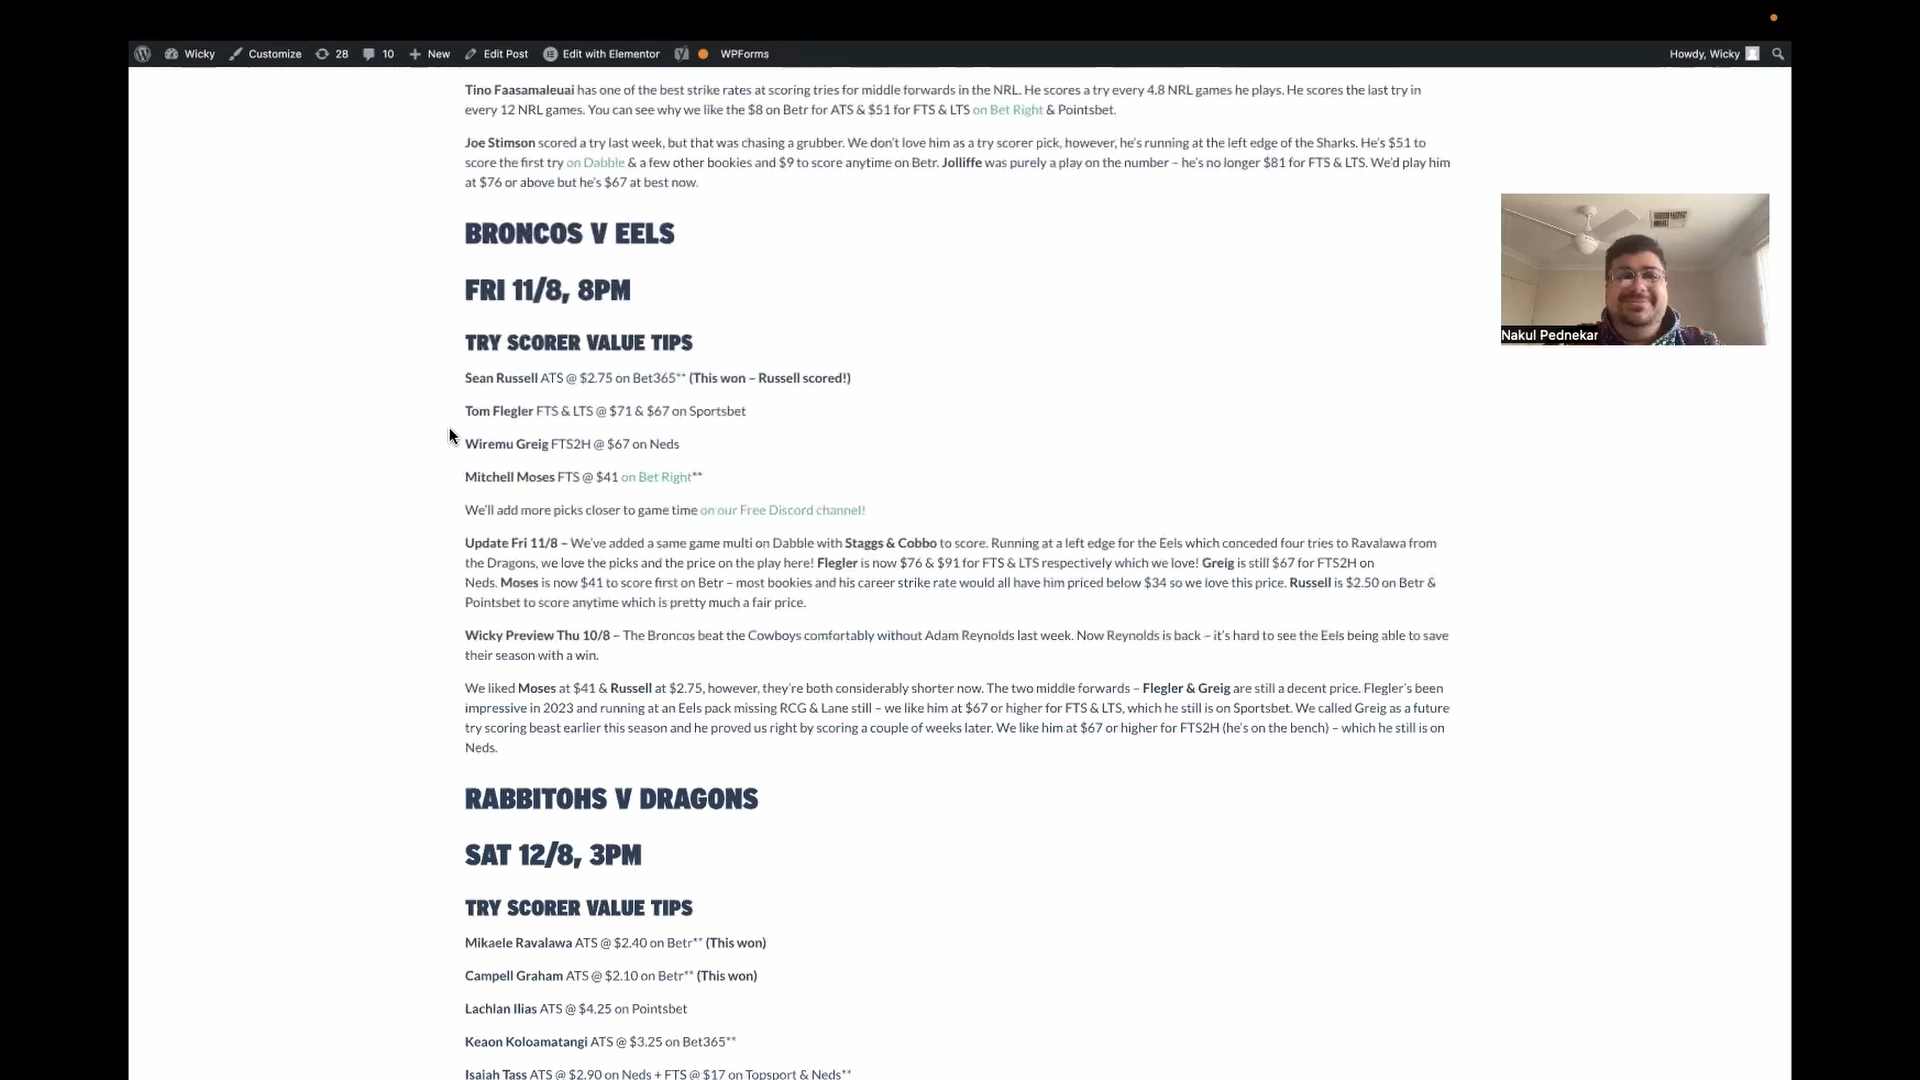 Wicky Customize 28 10 New Edit Post Edit with Elementor WPForms Howdy, Wicky
Tino Faasamaleuai has one of the best strike rates at scoring tries for middle forwards in the NRL. He scores a try every 4.8 NRL games he plays. He scores the last try in
every 12 NRL games. You can see why we like the $8 on Betr for ATS & $51 for FTS & LTS on Bet Right & Pointsbet.
Joe Stimson scored a try last week, but that was chasing a grubber. We don't love him as a try scorer pick, however, he's running at the left edge of the Sharks. He's $51 to
score the first try on Dabble & a few other bookies and $9 to score anytime on Betr. Jolliffe was purely a play on the number – he's no longer $81 for FTS & LTS. We'd play him
at $76 or above but he's $67 at best now.
BRONCOS V EELS
FRI 11/8, 8PM
TRY SCORER VALUE TIPS
Sean Russell ATS @ $2.75 on Bet365** (This won – Russell scored!)
Tom Flegler FTS & LTS @ $71 & $67 on Sportsbet
Wiremu Greig FTS2H @ $67 on Neds
Mitchell Moses FTS @ $41 on Bet Right**
We'll add more picks closer to game time on our Free Discord channel!
Update Fri 11/8 – We've added a same game multi on Dabble with Staggs & Cobbo to score. Running at a left edge for the Eels which conceded four tries to Ravalawa from
the Dragons, we love the picks and the price on the play here! Flegler is now $76 & $91 for FTS & LTS respectively which we love! Greig is still $67 for FTS2H on
Neds. Moses is now $41 to score first on Betr – most bookies and his career strike rate would all have him priced below $34 so we love this price. Russell is $2.50 on Betr &
Pointsbet to score anytime which is pretty much a fair price.
Wicky Preview Thu 10/8 – The Broncos beat the Cowboys comfortably without Adam Reynolds last week. Now Reynolds is back – it's hard to see the Eels being able to save
their season with a win.
We liked Moses at $41 & Russell at $2.75, however, they're both considerably shorter now. The two middle forwards – Flegler & Greig are still a decent price. Flegler's been
impressive in 2023 and running at an Eels pack missing RCG & Lane still – we like him at $67 or higher for FTS & LTS, which he still is on Sportsbet. We called Greig as a future
try scoring beast earlier this season and he proved us right by scoring a couple of weeks later. We like him at $67 or higher for FTS2H (he's on the bench) – which he still is on
Neds.
RABBITOHS V DRAGONS
SAT 12/8, 3PM
TRY SCORER VALUE TIPS
Mikaele Ravalawa ATS @ $2.40 on Betr** (This won)
Campell Graham ATS @ $2.10 on Betr** (This won)
Lachlan Ilias ATS @ $4.25 on Pointsbet
Keaon Koloamatangi ATS @ $3.25 on Bet365**
Isaiah Tass ATS @ $2.90 on Neds + FTS @ $17 on Topsport & Neds**
Nakul Pednekar